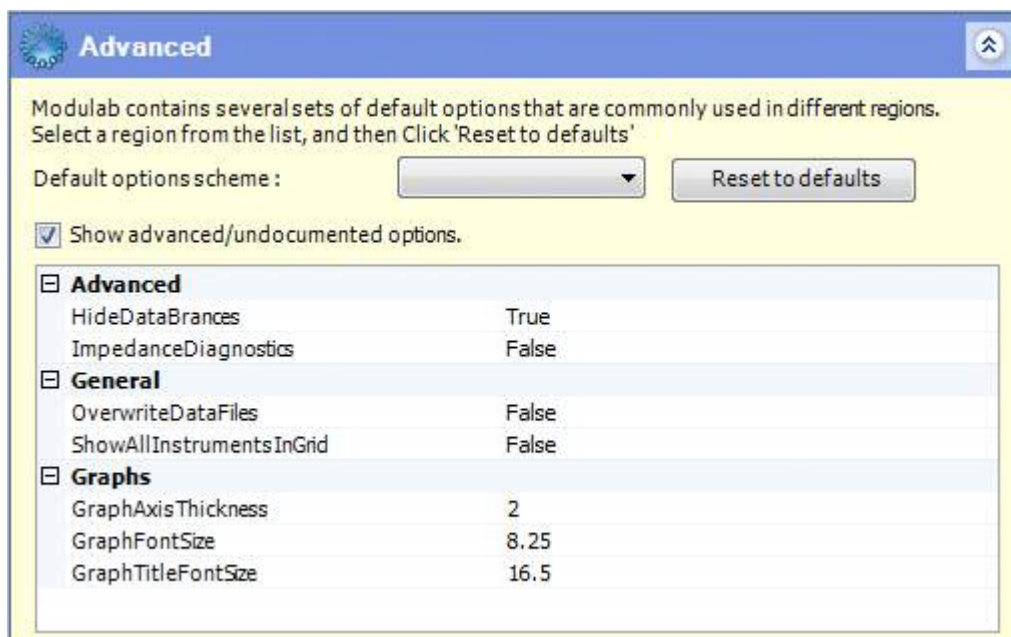 Advanced
Modulab contains several sets of default options that are commonly used in different regions.
Select a region from the list, and then Click 'Reset to defaults'
Default options scheme :
Reset to defaults
Show advanced/undocumented options.
Advanced
HideDataBrances True
ImpedanceDiagnostics False
General
OverwriteDataFiles False
ShowAllInstrumentsInGrid False
Graphs
GraphAxisThickness 2
GraphFontSize 8.25
GraphTitleFontSize 16.5